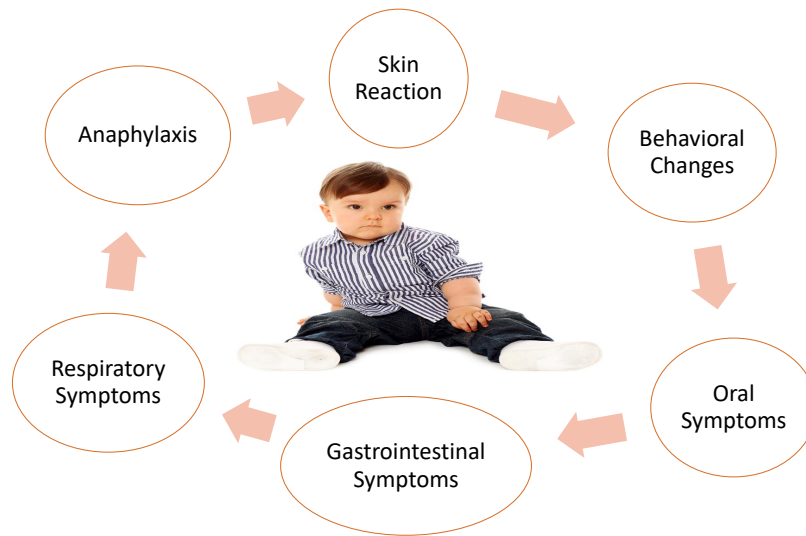 Skin
Reaction
Behavioral
Changes
Oral
Symptoms
Gastrointestinal
Symptoms
Respiratory
Symptoms
Anaphylaxis